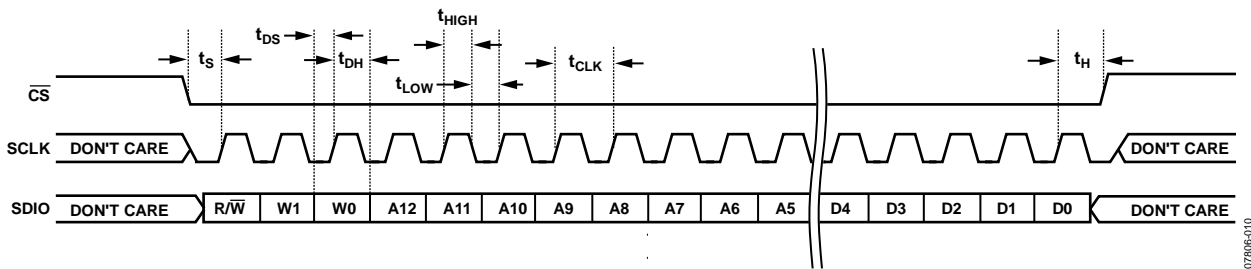 tHIGH
tDS
tS
tDH
tCLK
tH
tLOW
CS
SCLK DON'T CARE DON'T CARE
SDIO DON'T CARE R/W W1 W0 A12 A11 A10 A9 A8 A7 A6 A5 D4 D3 D2 D1 D0 DON'T CARE
07806-010